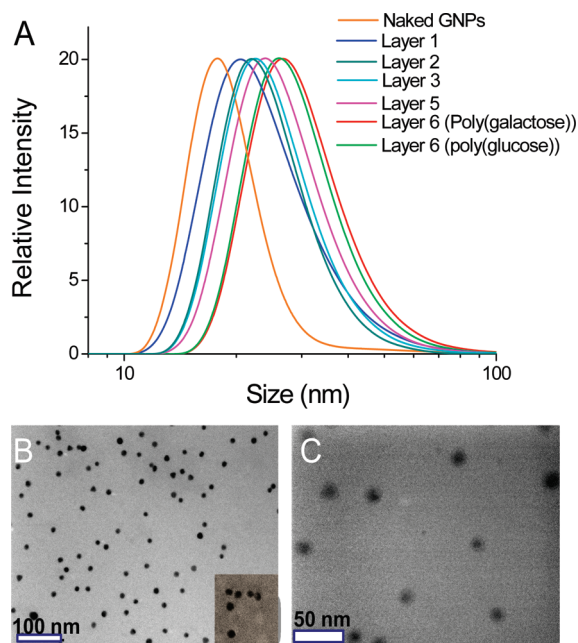 A
Naked GNPs
Layer 1
Layer 2
Layer 3
Layer 5
Layer 6 (Poly(galactose))
Layer 6 (poly(glucose))
Relative Intensity
20
15
10
5
0
10
100
Size (nm)
B
100 nm
C
50 nm